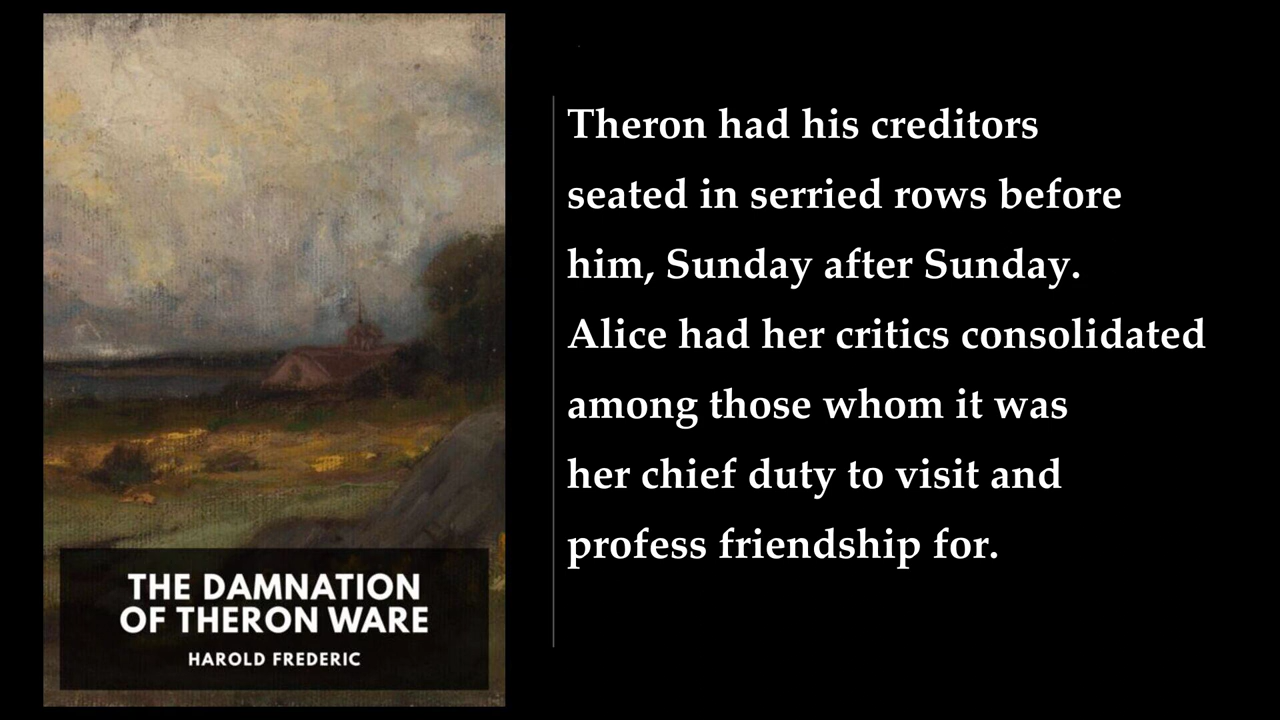 Theron had his creditors
seated in serried rows before
him, Sunday after Sunday.
Alice had her critics consolidated
among those whom it was
her chief duty to visit and
profess friendship for.
THE DAMNATION
OF THERON WARE
HAROLD FREDERIC